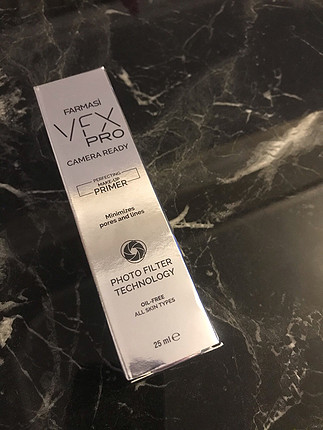 FARMASİ
VFX
PRO
CAMERA READY
PERFECTING
MAKE-UP
PRIMER
Minimizes
pores and lines
PHOTO FILTER
TECHNOLOGY
OIL-FREE
ALL SKIN TYPES
25 ml ℮